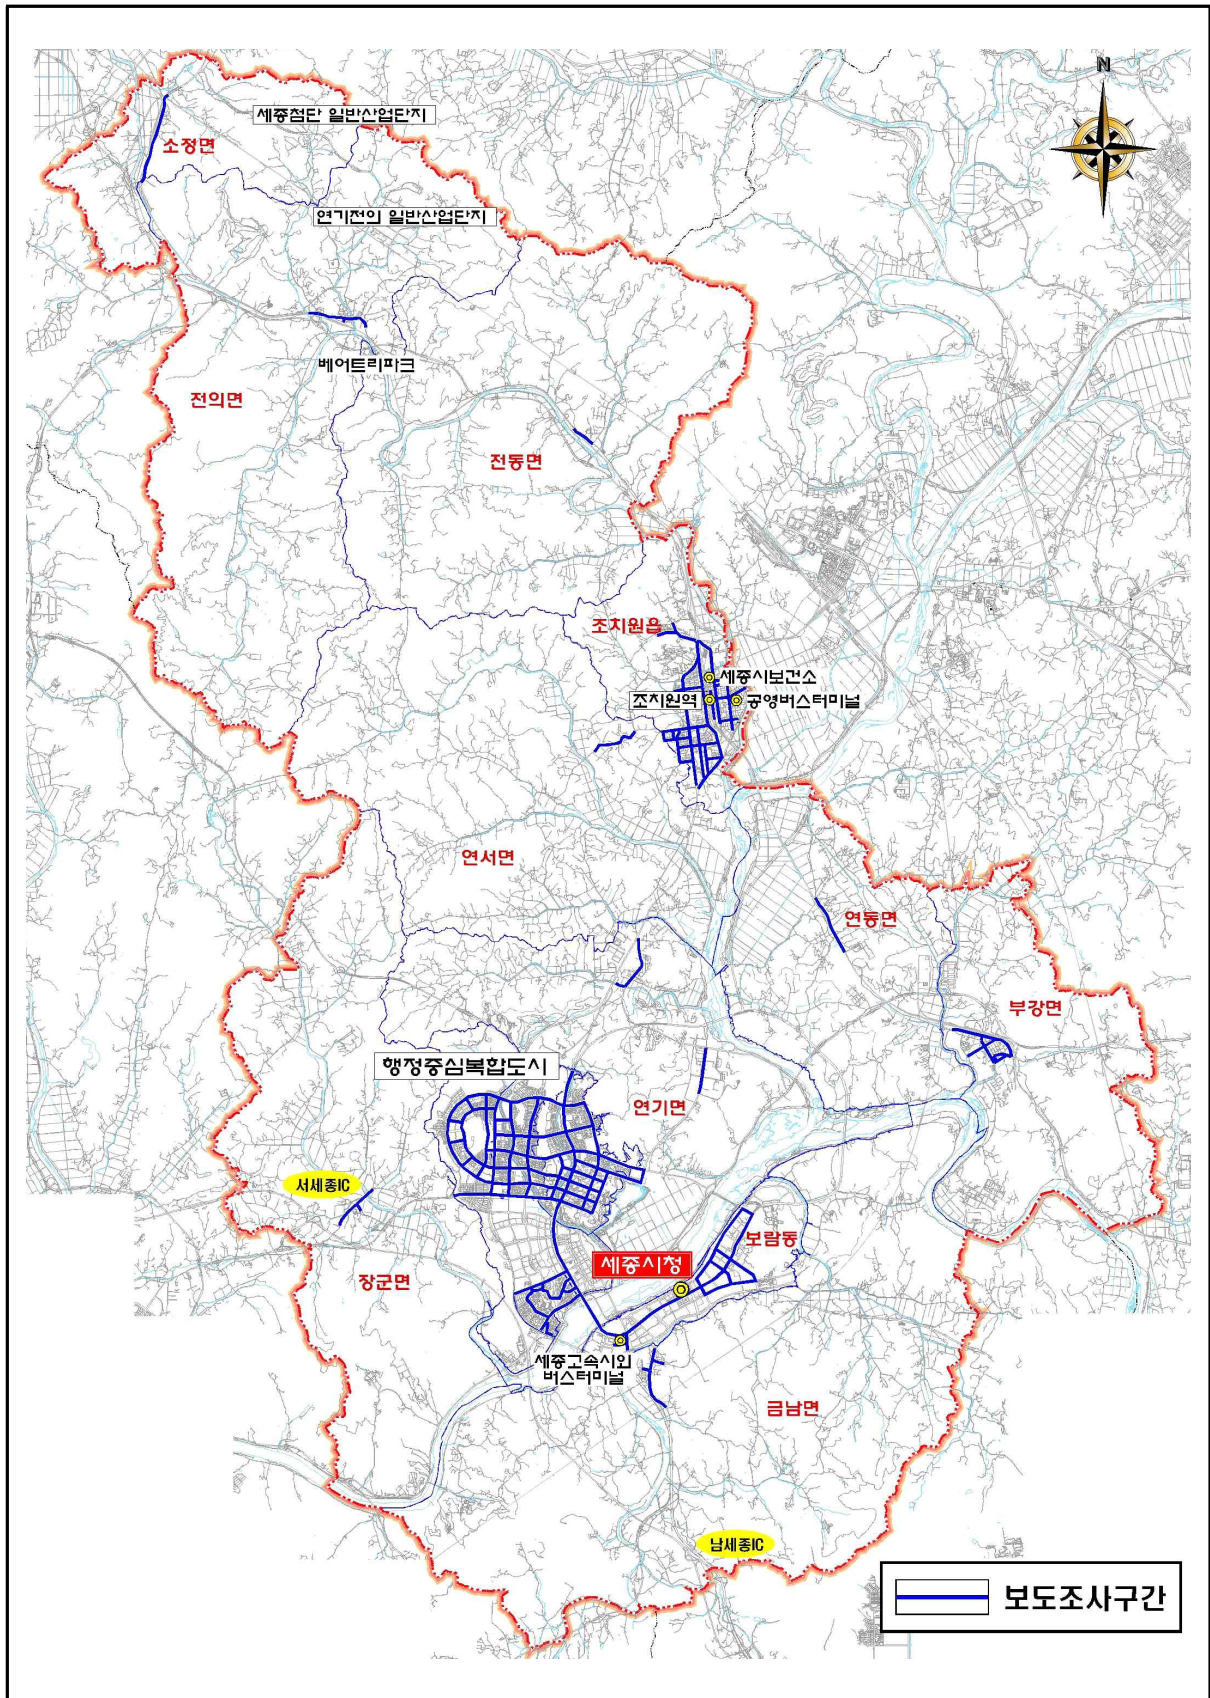 N
세종첨단 일반산업단지
소정면
연기전의 일반산업단지
베어트리파크
전의면
전동면
조치원읍
세종시보건소
조치원역
공영버스터미널
연서면
연동면
부강면
행정중심복합도시
연기면
서세종IC
보람동
세종시청
장군면
세종고속시외
버스터미널
금남면
남세종IC
보도조사구간